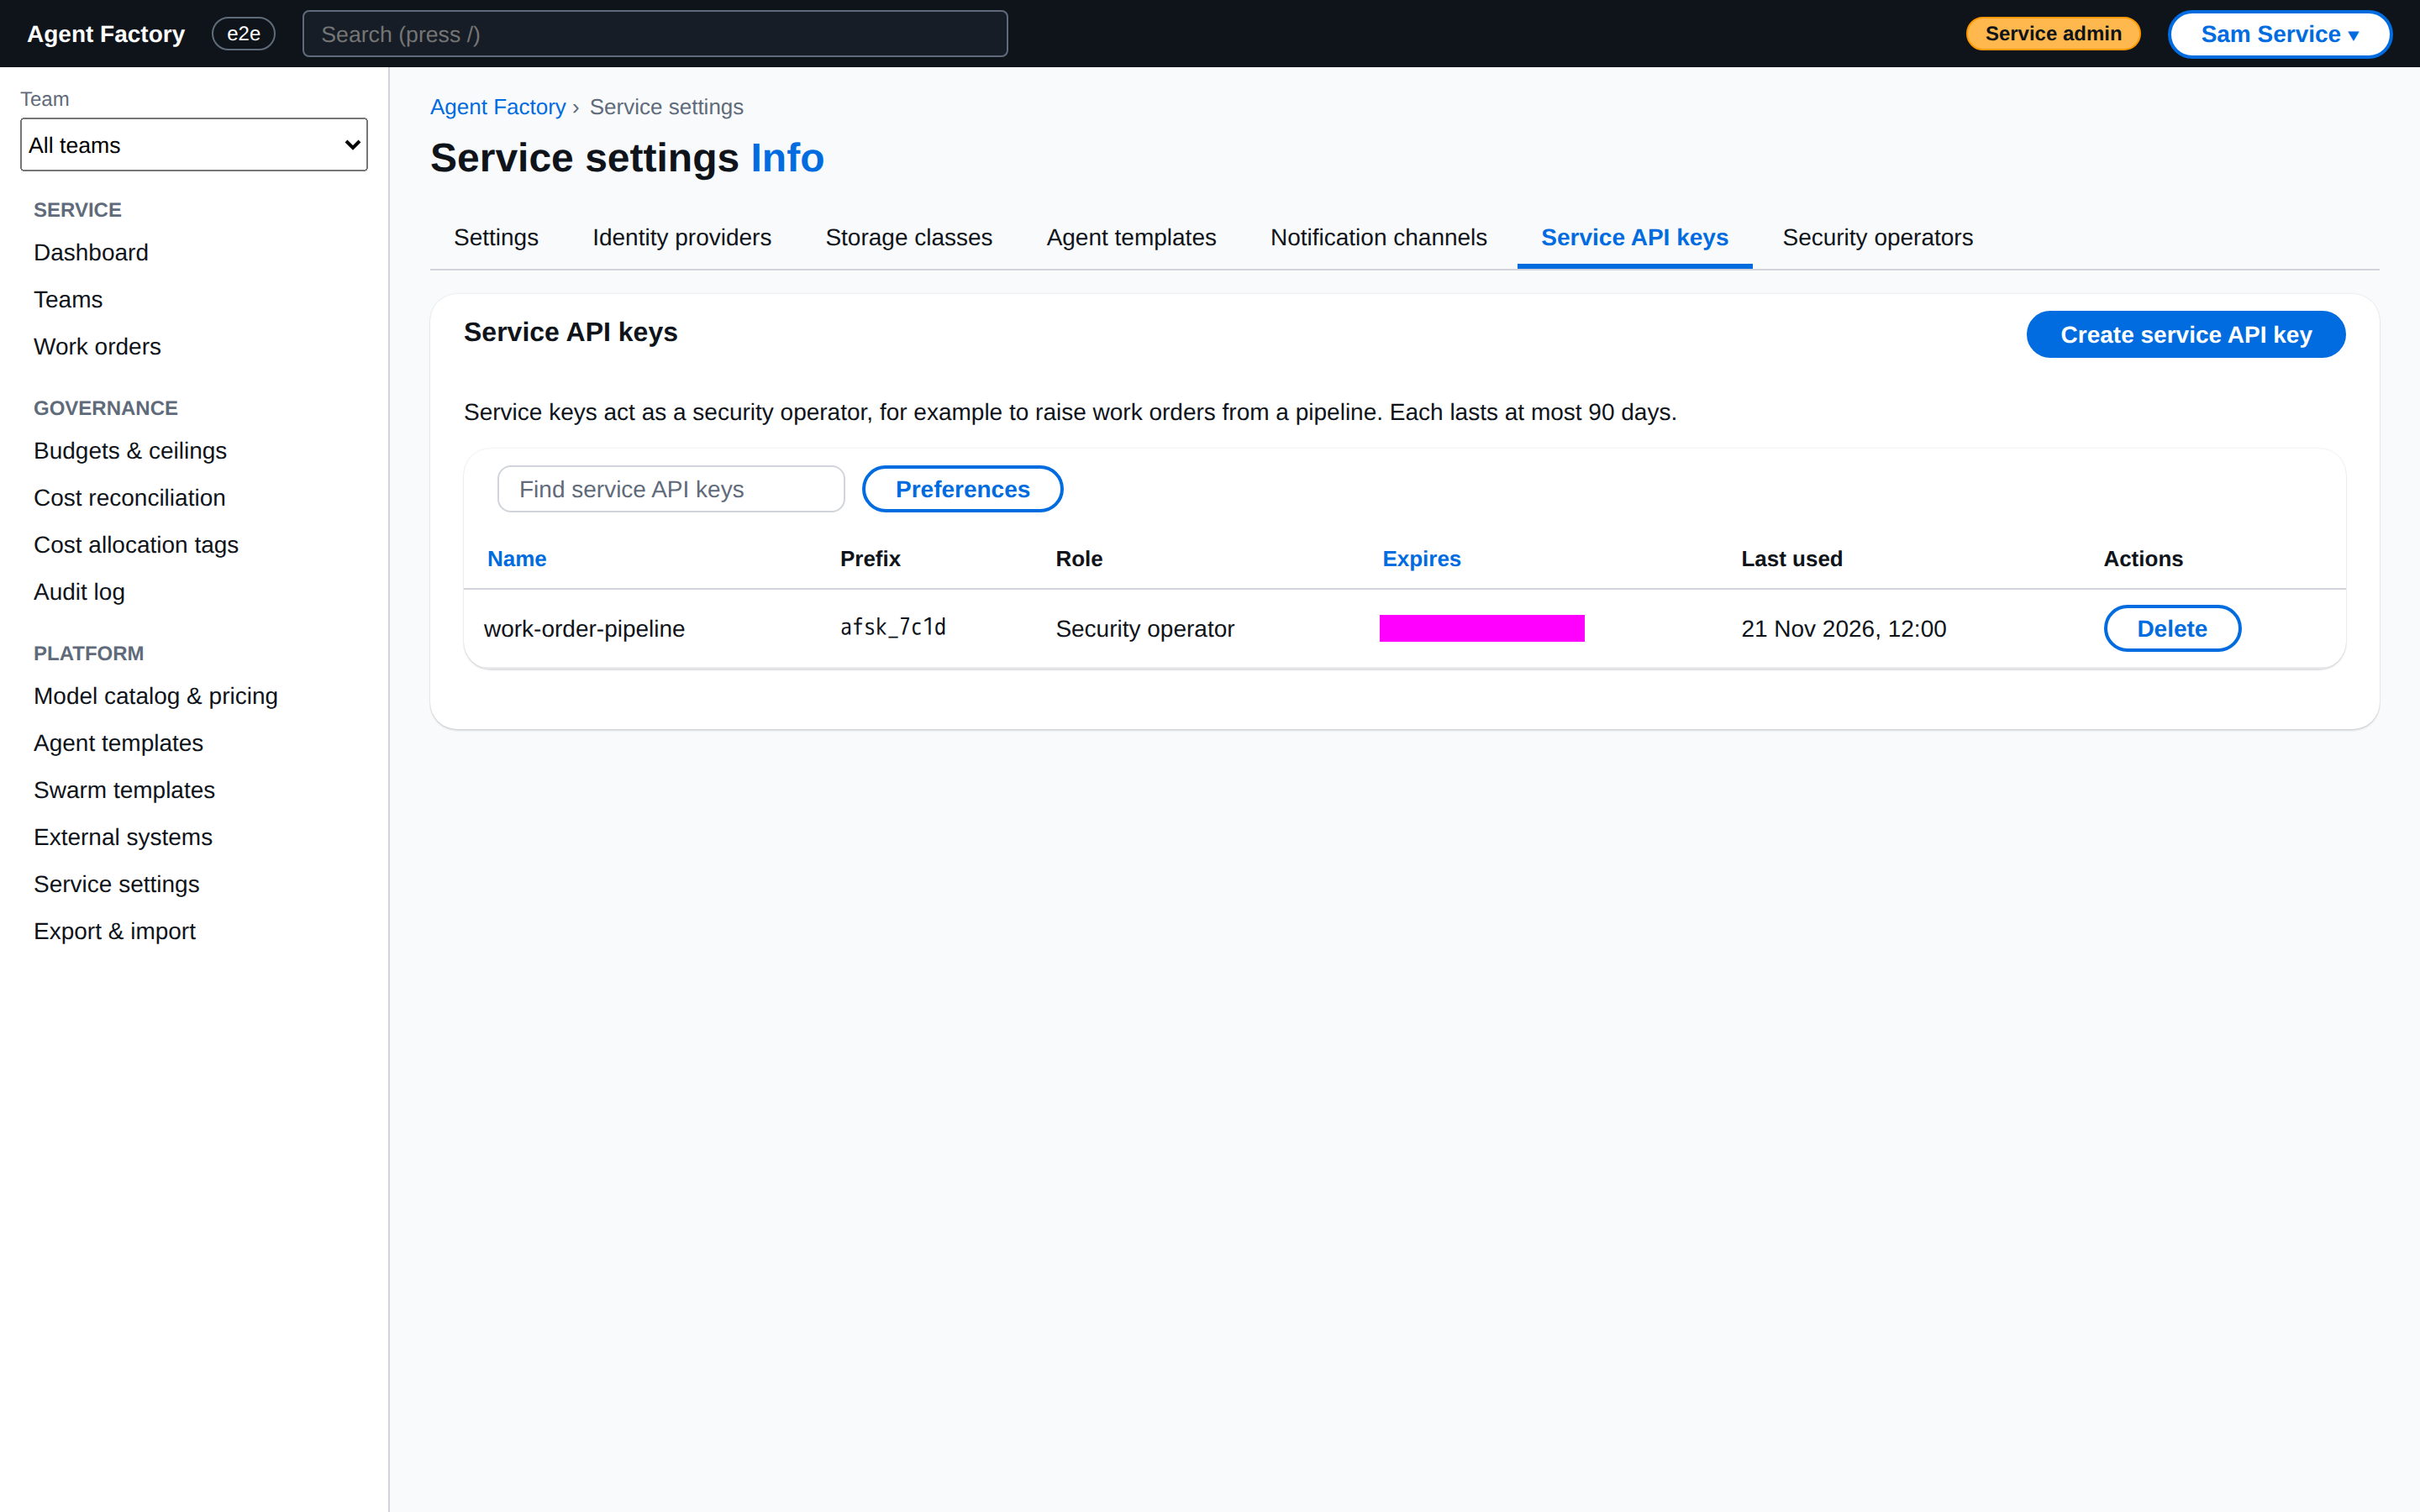 Agent Factory e2e Search (press /) Service admin Sam Service ▾
Team
All teams
SERVICE
Dashboard
Teams
Work orders
GOVERNANCE
Budgets & ceilings
Cost reconciliation
Cost allocation tags
Audit log
PLATFORM
Model catalog & pricing
Agent templates
Swarm templates
External systems
Service settings
Export & import
Agent Factory › Service settings
Service settings Info
Settings Identity providers Storage classes Agent templates Notification channels Service API keys Security operators
Service API keys Create service API key
Service keys act as a security operator, for example to raise work orders from a pipeline. Each lasts at most 90 days.
Find service API keys Preferences
Name Prefix Role Expires Last used Actions
work-order-pipeline afsk_7c1d Security operator 21 Nov 2026, 12:00 Delete